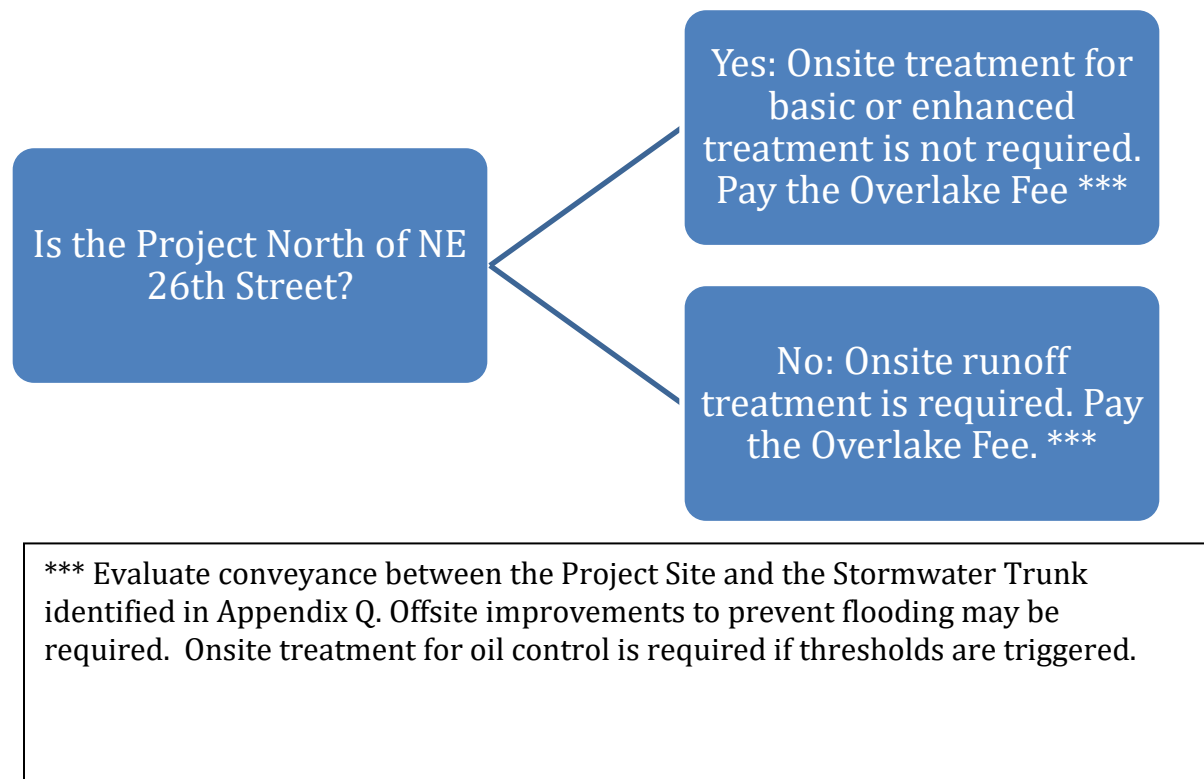 Yes: Onsite treatment for
basic or enhanced
treatment is not required.
Pay the Overlake Fee ***
Is the Project North of NE
26th Street?
No: Onsite runoff
treatment is required. Pay
the Overlake Fee. ***
*** Evaluate conveyance between the Project Site and the Stormwater Trunk
identified in Appendix Q. Offsite improvements to prevent flooding may be
required.  Onsite treatment for oil control is required if thresholds are triggered.